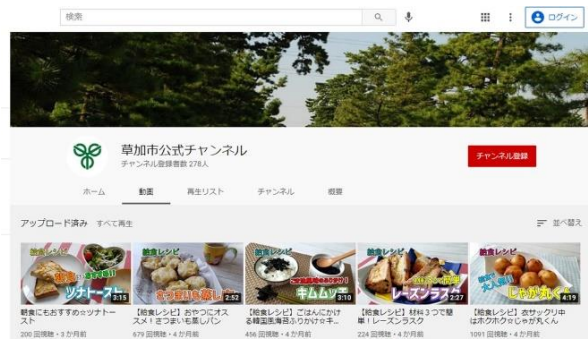 検索
ログイン
草加市公式チャンネル
チャンネル登録者数 278人
チャンネル登録
ホーム 動画 再生リスト チャンネル 概要
アップロード済み すべて再生
並べ替え
給食レシピ
ツナトースト
3:15
給食レシピ
さつまいも蒸しパン
2:52
給食レシピ
キムムッチ
3:10
給食レシピ
レーズンラスク
2:27
給食レシピ
大人気!
じゃが丸くん
4:19
朝食にもおすすめ☆ツナトースト
200 回視聴・3 か月前
【給食レシピ】おやつにオススメ!さつまいも蒸しパン
679 回視聴・4 か月前
【給食レシピ】ごはんにかける韓国風海苔ふりかけ☆キ...
456 回視聴・4 か月前
【給食レシピ】材料3つで簡単!レーズンラスク
224 回視聴・4 か月前
【給食レシピ】衣サックリ中はホクホク☆じゃが丸くん
1091 回視聴・4 か月前